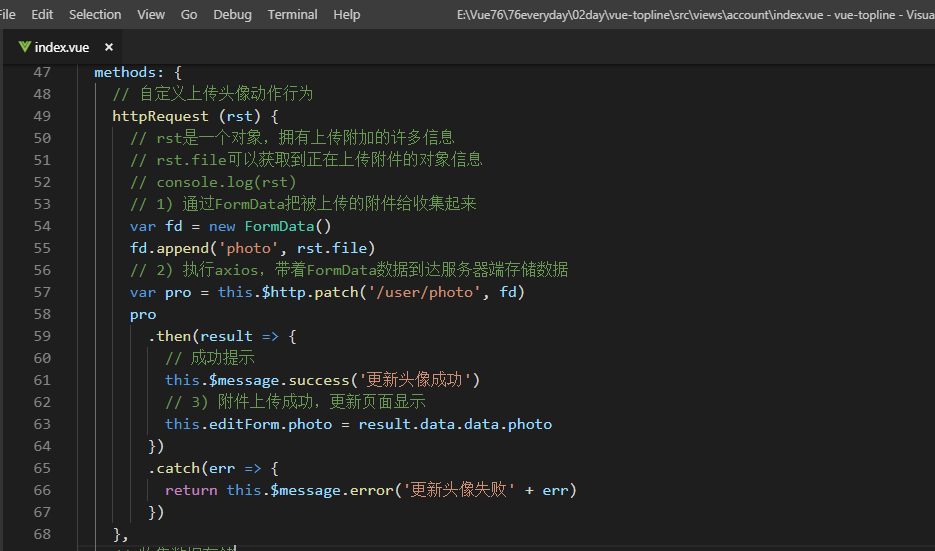 File Edit Selection View Go Debug Terminal Help E:\Vue76\76everyday\02day\vue-topline\src\views\account\index.vue - vue-topline - Visua
index.vue ×
47 methods: {
48 // 自定义上传头像动作行为
49 httpRequest (rst) {
50 // rst是一个对象，拥有上传附加的许多信息
51 // rst.file可以获取到正在上传附件的对象信息
52 // console.log(rst)
53 // 1) 通过FormData把被上传的附件给收集起来
54 var fd = new FormData()
55 fd.append('photo', rst.file)
56 // 2) 执行axios，带着FormData数据到达服务器端存储数据
57 var pro = this.$http.patch('/user/photo', fd)
58 pro
59 .then(result => {
60 // 成功提示
61 this.$message.success('更新头像成功')
62 // 3) 附件上传成功，更新页面显示
63 this.editForm.photo = result.data.data.photo
64 })
65 .catch(err => {
66 return this.$message.error('更新头像失败' + err)
67 })
68 },